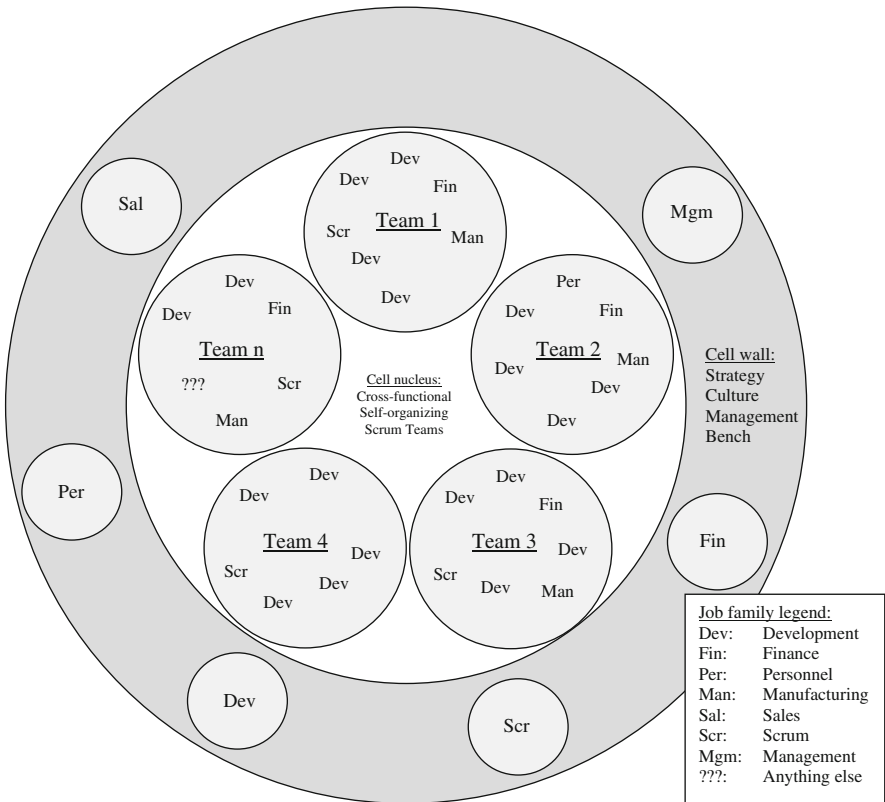 Sal
Mgm
Per
Fin
Dev
Scr
Dev
Dev
Fin
Scr
Team 1
Man
Dev
Dev
Per
Dev
Fin
Team 2
Man
Dev
Dev
Dev
Dev
Dev
Fin
Team n
???
Scr
Man
Cell nucleus:
Cross-functional
Self-organizing
Scrum Teams
Cell wall:
Strategy
Culture
Management
Bench
Dev
Dev
Team 4
Dev
Scr
Dev
Dev
Dev
Dev
Fin
Team 3
Dev
Scr
Dev
Man
Job family legend:
Dev: Development
Fin: Finance
Per: Personnel
Man: Manufacturing
Sal: Sales
Scr: Scrum
Mgm: Management
???: Anything else